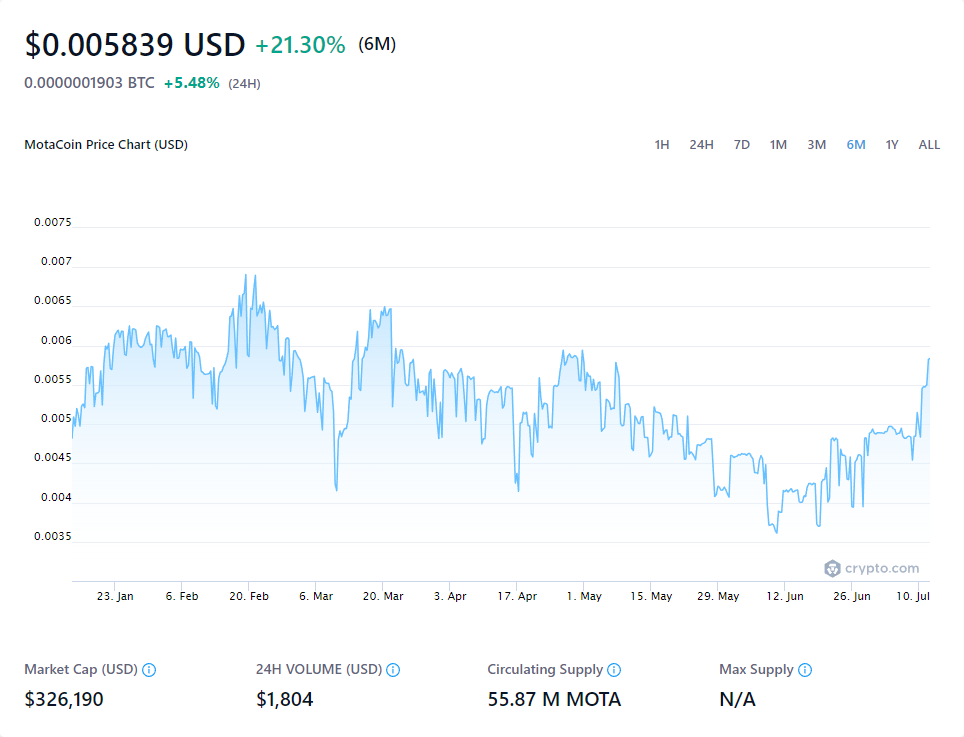 $0.005839 USD +21.30% (6M)
0.0000001903 BTC +5.48% (24H)
MotaCoin Price Chart (USD) 1H 24H 7D 1M 3M 6M 1Y ALL
0.0075
0.007
0.0065
0.006
0.0055
0.005
0.0045
0.004
0.0035
crypto.com
23. Jan 6. Feb 20. Feb 6. Mar 20. Mar 3. Apr 17. Apr 1. May 15. May 29. May 12. Jun 26. Jun 10. Jul
Market Cap (USD) 24H VOLUME (USD) Circulating Supply Max Supply
$326,190 $1,804 55.87 M MOTA N/A